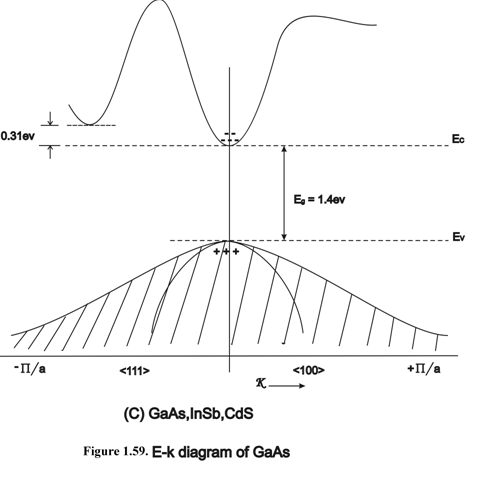 0.31ev
Ec
Eg = 1.4ev
Ev
- - -
- -
+ + +
-Π/a <111> <100> +Π/a
K
(C) GaAs,InSb,CdS
Figure 1.59. E-k diagram of GaAs